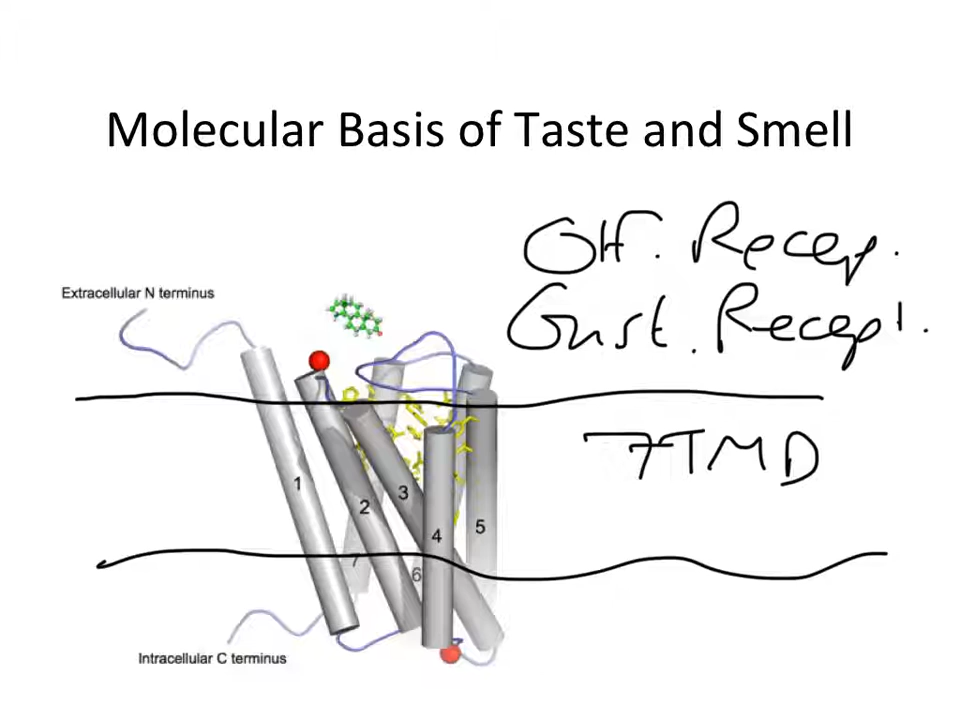 Molecular Basis of Taste and Smell
Olf. Recep.
Extracellular N terminus
Gust. Recept.
7TMD
1
2
3
4
5
6
7
Intracellular C terminus